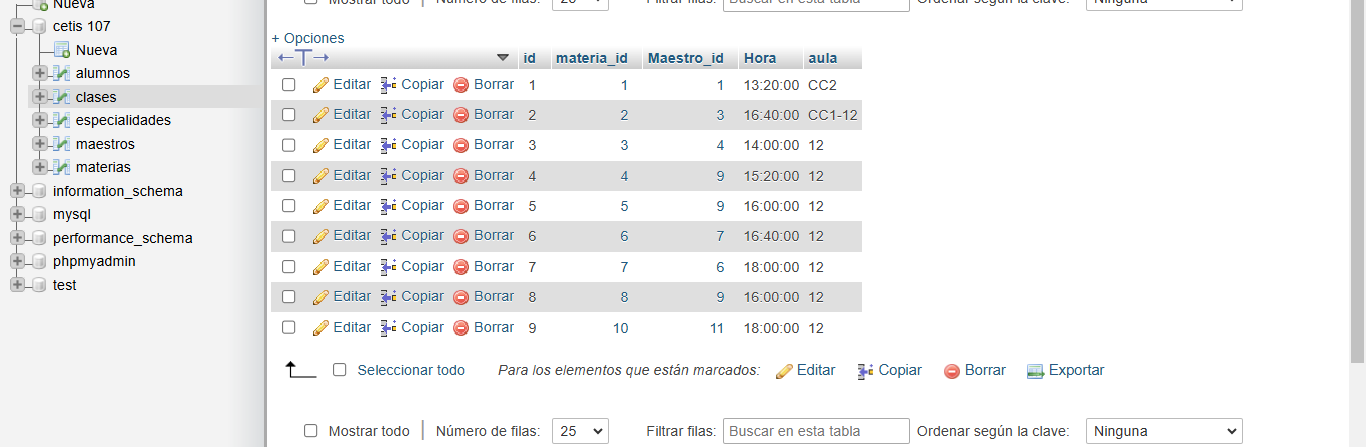 Nueva
cetis 107
Nueva
alumnos
clases
especialidades
maestros
materias
information_schema
mysql
performance_schema
phpmyadmin
test
Mostrar todo Número de filas: 25 Filtrar filas: Buscar en esta tabla Ordenar según la clave: Ninguna
+ Opciones
←T→ id materia_id Maestro_id Hora aula
Editar Copiar Borrar 1 1 1 13:20:00 CC2
Editar Copiar Borrar 2 2 3 16:40:00 CC1-12
Editar Copiar Borrar 3 3 4 14:00:00 12
Editar Copiar Borrar 4 4 9 15:20:00 12
Editar Copiar Borrar 5 5 9 16:00:00 12
Editar Copiar Borrar 6 6 7 16:40:00 12
Editar Copiar Borrar 7 7 6 18:00:00 12
Editar Copiar Borrar 8 8 9 16:00:00 12
Editar Copiar Borrar 9 10 11 18:00:00 12
Seleccionar todo Para los elementos que están marcados: Editar Copiar Borrar Exportar
Mostrar todo Número de filas: 25 Filtrar filas: Buscar en esta tabla Ordenar según la clave: Ninguna